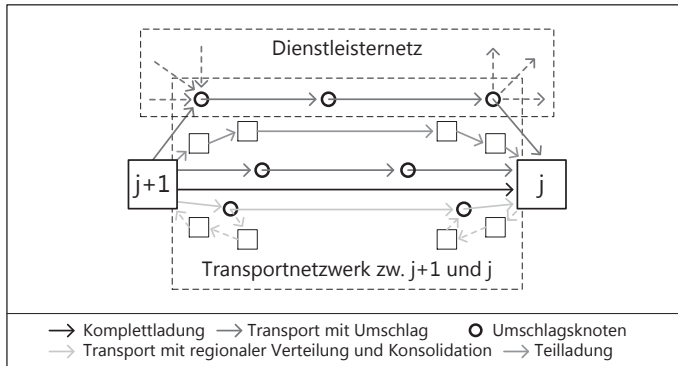 Dienstleisternetz
j+1
j
Transportnetzwerk zw. j+1 und j
Komplettladung Transport mit Umschlag Umschlagsknoten
Transport mit regionaler Verteilung und Konsolidation Teilladung